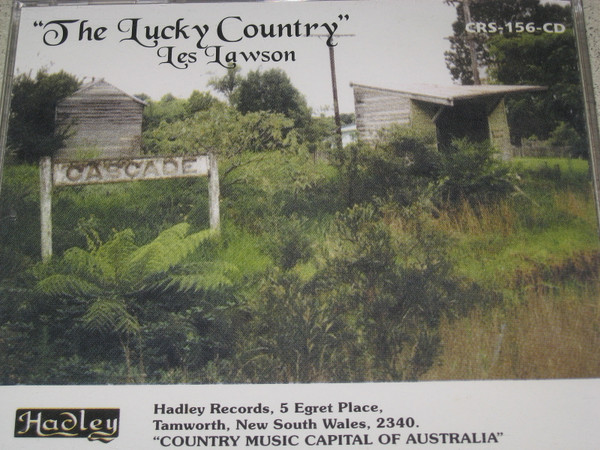 "The Lucky Country"
Les Lawson
CRS-156-CD
CASCADE
Hadley
Hadley Records, 5 Egret Place,
Tamworth, New South Wales, 2340.
"COUNTRY MUSIC CAPITAL OF AUSTRALIA"